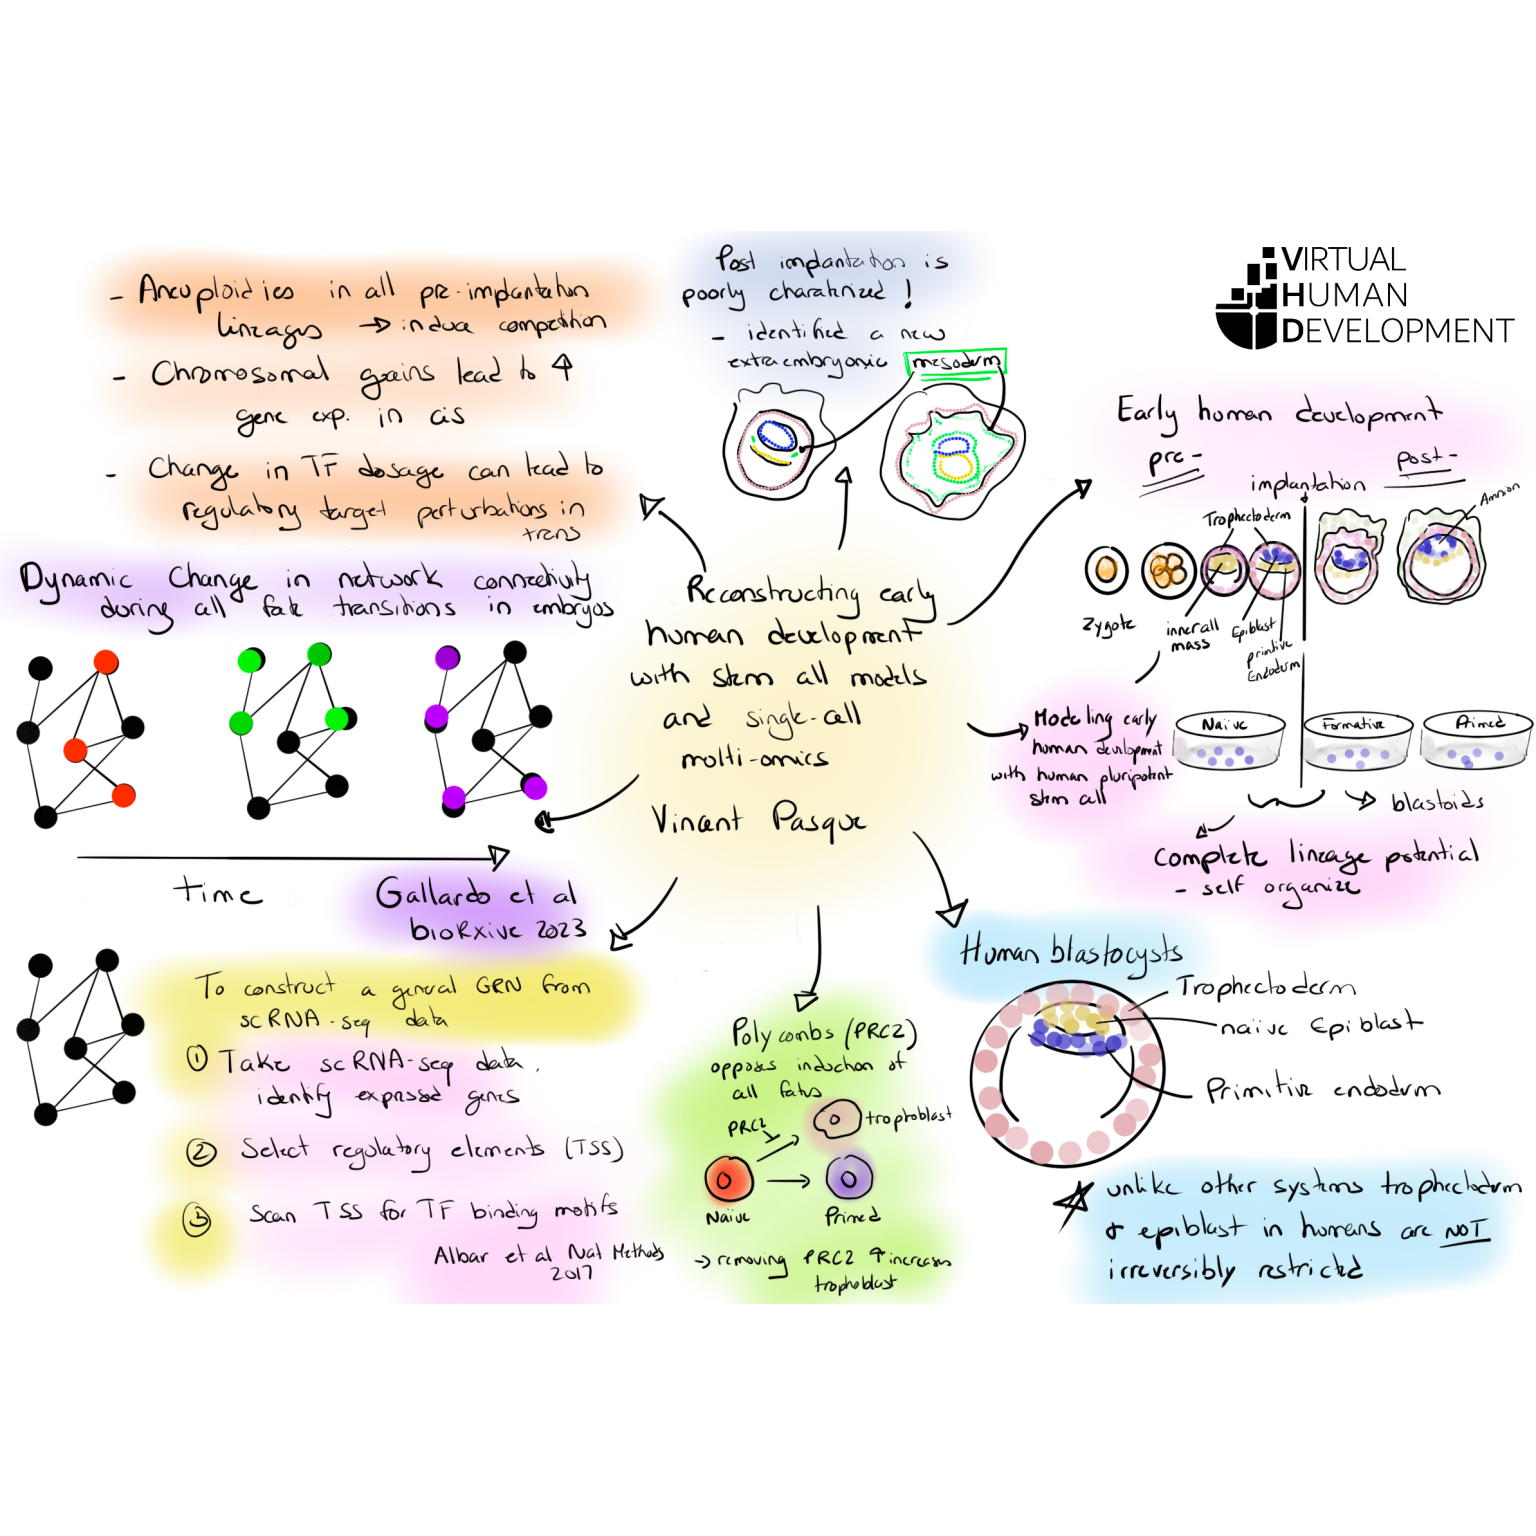 - Aneuploidies in all pre-implantation
lineages → induce competition
- Chromosomal gains lead to ↑
gene exp. in cis
- Change in TF dosage can lead to
regulatory target perturbations in
trans
Post implantation is
poorly charaterized !
- identified a new
extraembryonic mesoderm
VIRTUAL
HUMAN
DEVELOPMENT
Early human development
pre-
post-
implantation
Amnion
Trophectoderm
Zygote
inner cell
mass
Epiblast
primitive
Endoderm
Dynamic Change in network connectivity
during cell fate transitions in embryos
time
Gallardo et al
bioRxive 2023
Reconstructing early
human development
with stem cell models
and single-cell
multi-omics
Vincent Pasque
Modeling early
human development
with human pluripotent
stem cell
Naive
Formative
Primed
→ blastoids
Complete lineage potential
- self organize
To construct a general GRN from
scRNA-seq data
① Take scRNA-seq data,
identify expressed genes
② Select regulatory elements (TSS)
③ Scan TSS for TF binding motifs
Albar et al Nat Methods
2017
Polycombs (PRC2)
opposes induction of
cell fates
PRC2
trophoblast
Naive
Primed
→ removing PRC2 ↑ increases
trophoblast
Human blastocysts
Trophectoderm
naive Epiblast
Primitive endoderm
unlike other systems trophectoderm
& epiblast in humans are NOT
irreversibly restricted